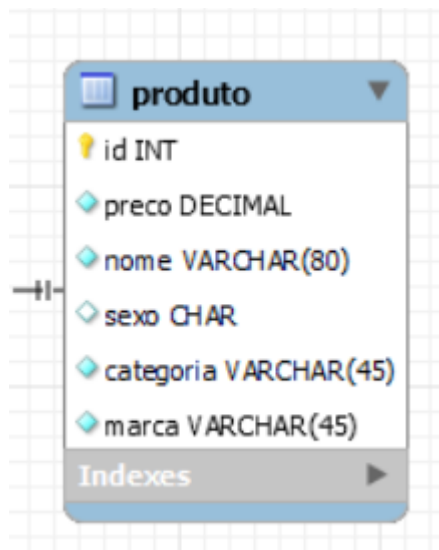 produto
id INT
preco DECIMAL
nome VARCHAR(80)
sexo CHAR
categoria VARCHAR(45)
marca VARCHAR(45)
Indexes